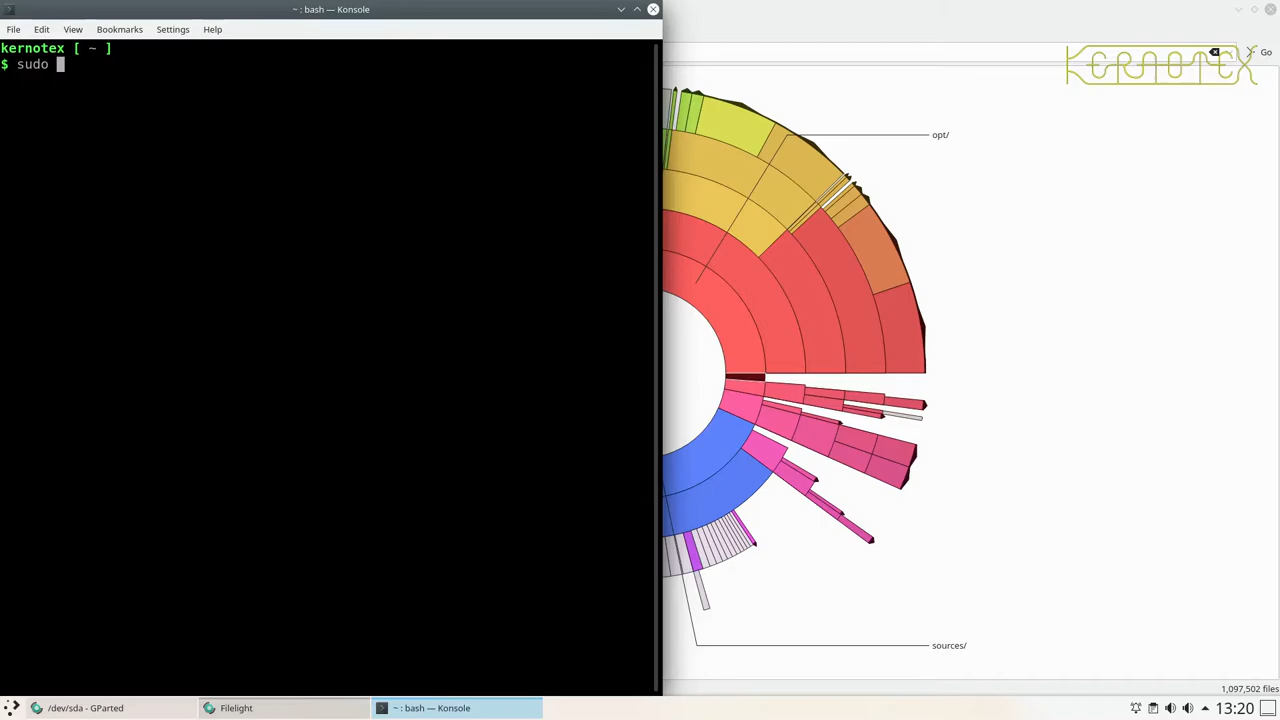 ~ : bash — Konsole
File Edit View Bookmarks Settings Help
kernotex [ ~ ]
$ sudo
KERNOTEX
Go
opt/
sources/
1,097,502 files
/dev/sda - GParted
Filelight
~ : bash — Konsole
13:20